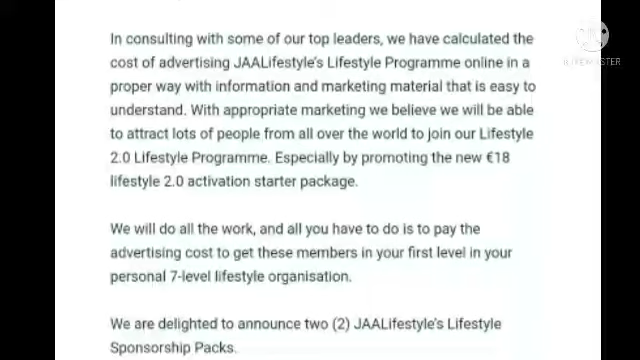 In consulting with some of our top leaders, we have calculated the
cost of advertising JAALifestyle's Lifestyle Programme online in a
proper way with information and marketing material that is easy to
understand. With appropriate marketing we believe we will be able
to attract lots of people from all over the world to join our Lifestyle
2.0 Lifestyle Programme. Especially by promoting the new €18
lifestyle 2.0 activation starter package.
We will do all the work, and all you have to do is to pay the
advertising cost to get these members in your first level in your
personal 7-level lifestyle organisation.
We are delighted to announce two (2) JAALifestyle's Lifestyle
Sponsorship Packs.